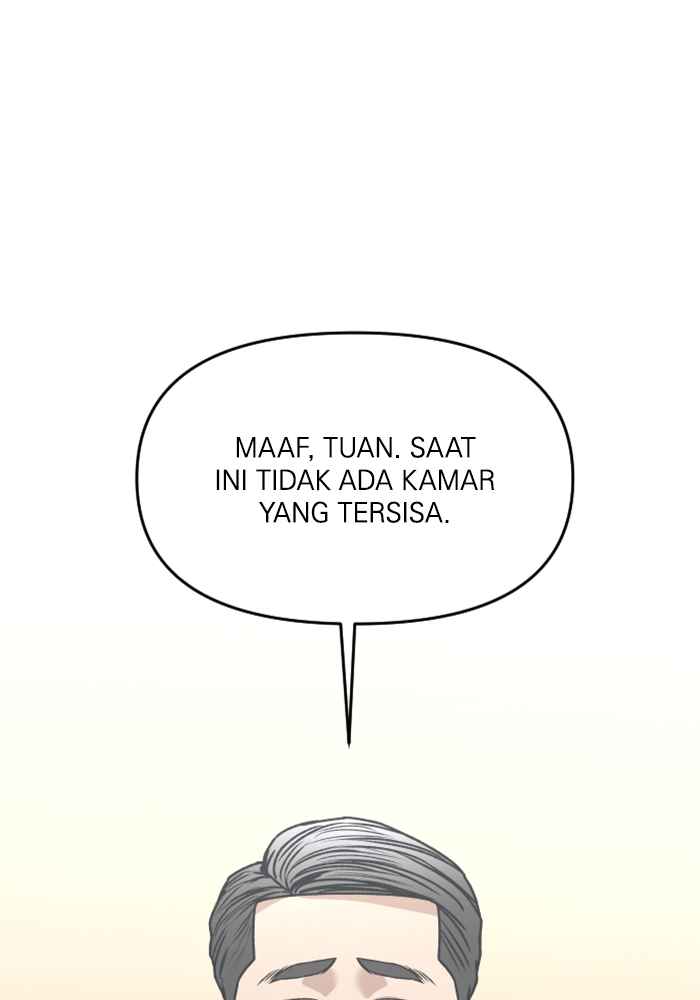 MAAF, TUAN. SAAT
INI TIDAK ADA KAMAR
YANG TERSISA.